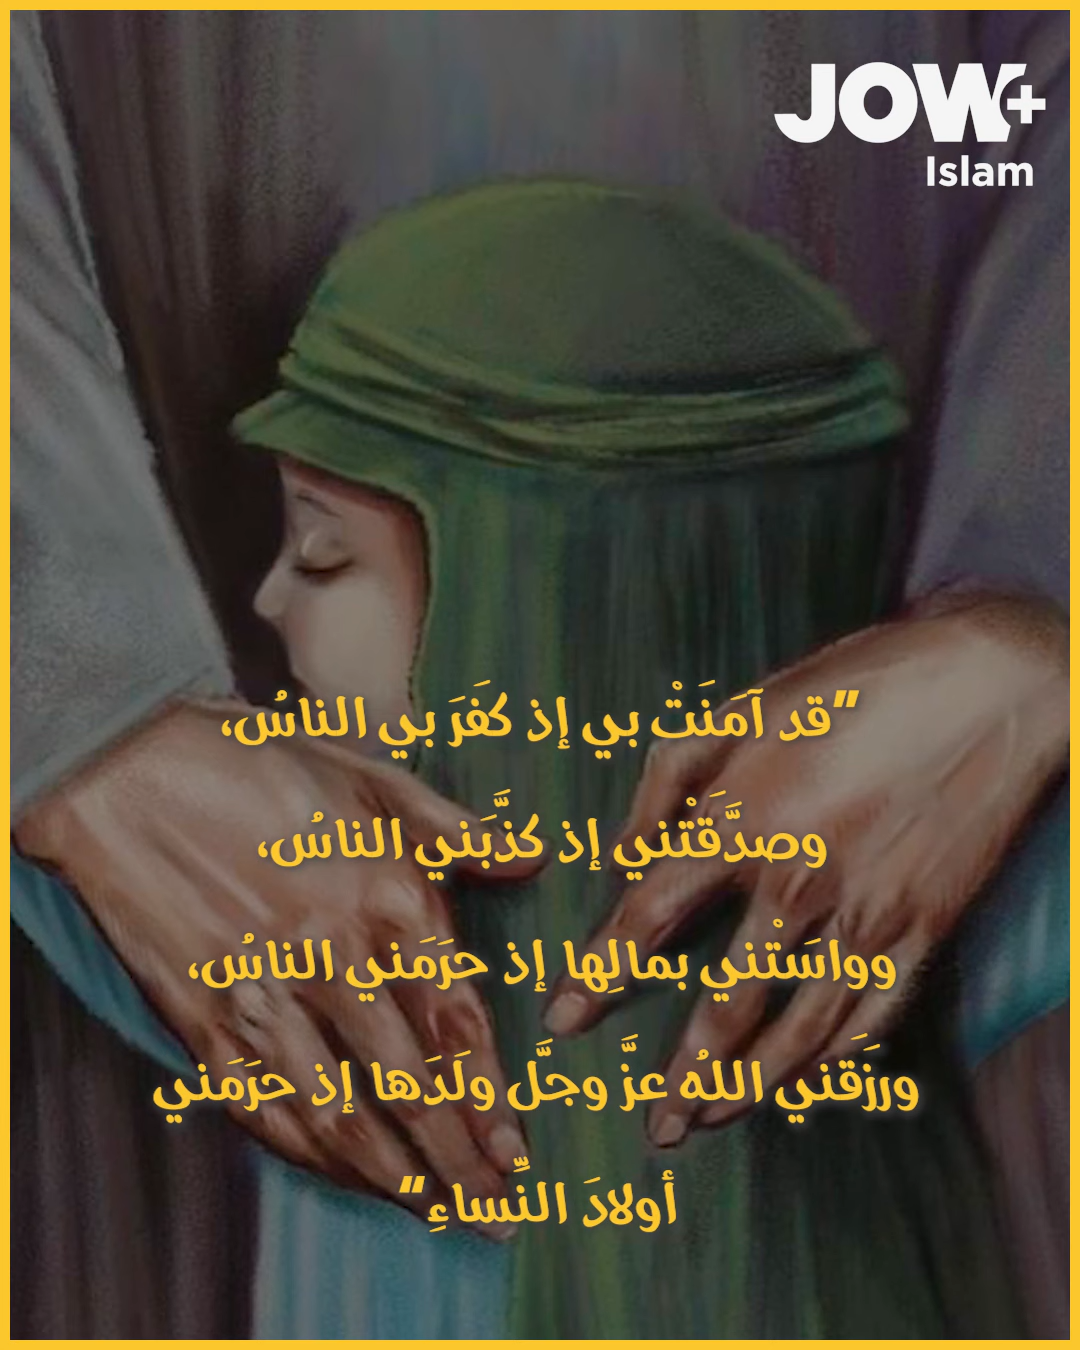 JOW+
Islam
"قد آمَنَتْ بي إذ كفَرَ بي الناسُ،
وصدَّقَتْني إذ كذَّبَني الناسُ،
وواسَتْني بمالِها إذ حرَمَني الناسُ،
ورزَقني اللهُ عزَّ وجلَّ ولَدَها إذ حرَمَني
أولادَ النِّساءِ"